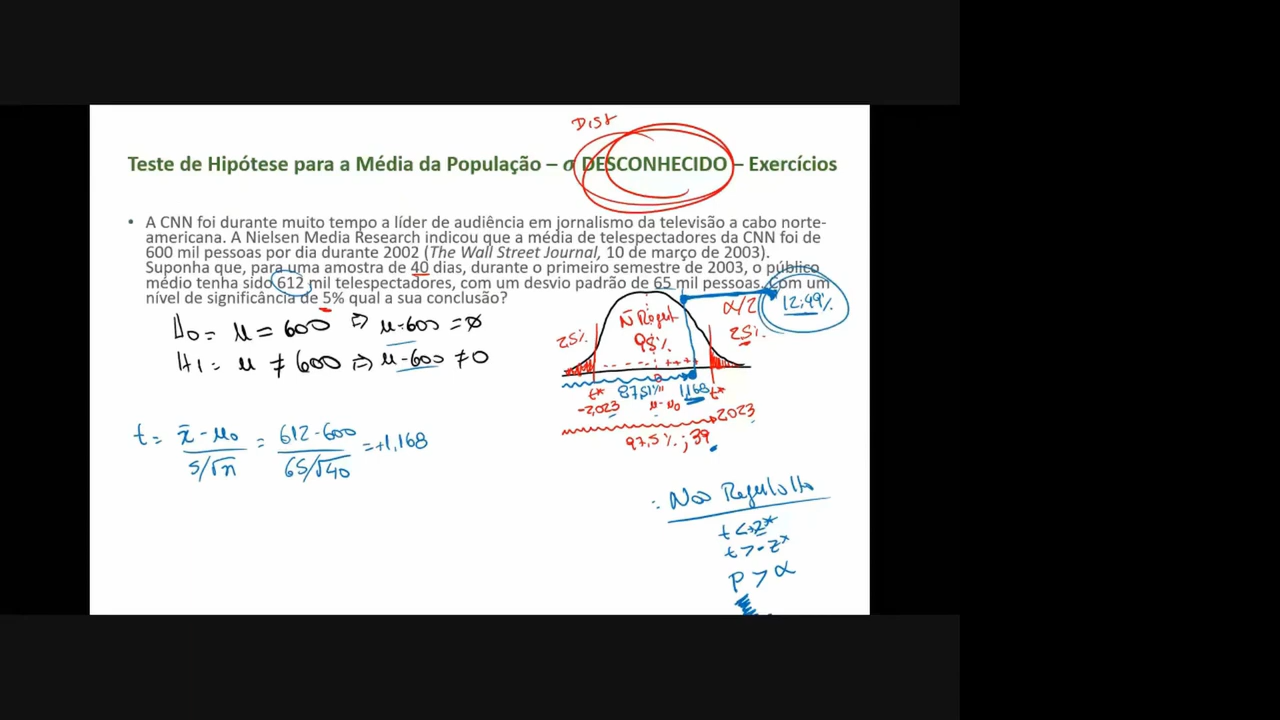 Dist
Teste de Hipótese para a Média da População – σ DESCONHECIDO – Exercícios
• A CNN foi durante muito tempo a líder de audiência em jornalismo da televisão a cabo norte-
americana. A Nielsen Media Research indicou que a média de telespectadores da CNN foi de
600 mil pessoas por dia durante 2002 (The Wall Street Journal, 10 de março de 2003).
Suponha que, para uma amostra de 40 dias, durante o primeiro semestre de 2003, o público
médio tenha sido 612 mil telespectadores, com um desvio padrão de 65 mil pessoas. Com um
nível de significância de 5% qual a sua conclusão?
H0 = μ = 600 ⇒ μ-600 = 0
H1 = μ ≠ 600 ⇒ μ-600 ≠ 0
α/2
12,49%
2,5%
95%
2,5%
87,51%
1,168
t* t*
-2,023 μ-μ0 2,023
97,5% ; 39
t = x̄ - μ0 / s/√n = 612-600 / 65/√40 = +1,168
t < z*
t > -z*
p > α